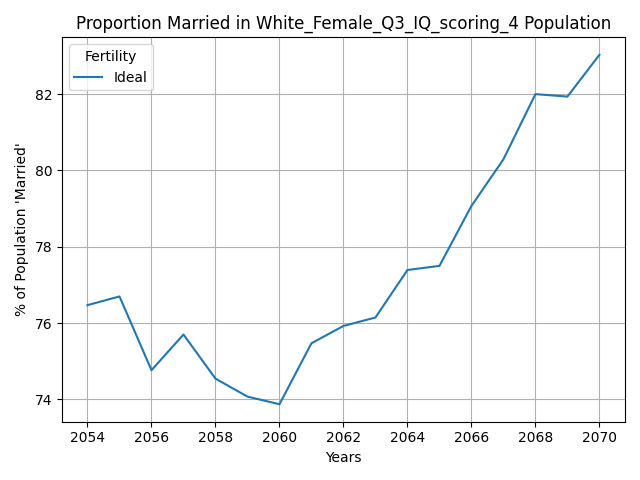 Proportion Married in White_Female_Q3_IQ_scoring_4 Population
Fertility
Ideal
% of Population 'Married'
82
80
78
76
74
2054 2056 2058 2060 2062 2064 2066 2068 2070
Years